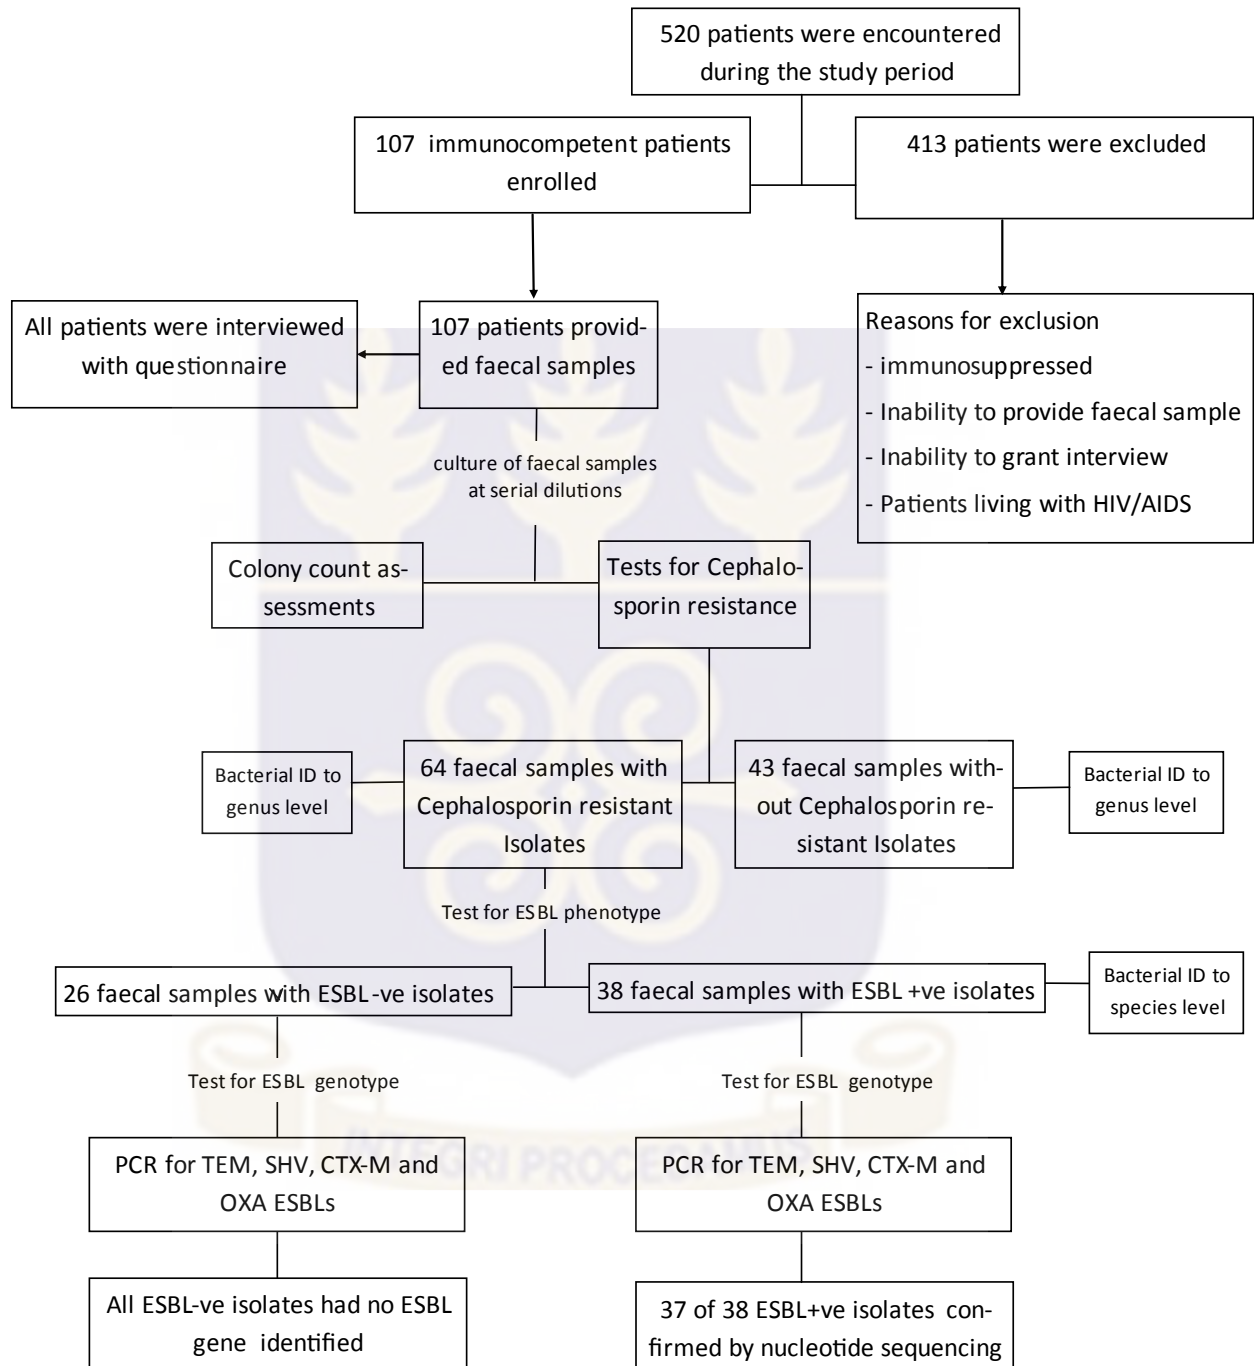 520 patients were encountered
during the study period
107 immunocompetent patients
enrolled
413 patients were excluded
All patients were interviewed
with questionnaire
107 patients provid-
ed faecal samples
Reasons for exclusion
- immunosuppressed
- Inability to provide faecal sample
- Inability to grant interview
- Patients living with HIV/AIDS
culture of faecal samples
at serial dilutions
Colony count as-
sessments
Tests for Cephalo-
sporin resistance
Bacterial ID to
genus level
64 faecal samples with
Cephalosporin resistant
Isolates
43 faecal samples with-
out Cephalosporin re-
sistant Isolates
Bacterial ID to
genus level
Test for ESBL phenotype
26 faecal samples with ESBL -ve isolates
38 faecal samples with ESBL +ve isolates
Bacterial ID to
species level
Test for ESBL genotype
Test for ESBL genotype
PCR for TEM, SHV, CTX-M and
OXA ESBLs
PCR for TEM, SHV, CTX-M and
OXA ESBLs
INTEGRI PROCEDAMUS
All ESBL-ve isolates had no ESBL
gene identified
37 of 38 ESBL+ve isolates con-
firmed by nucleotide sequencing